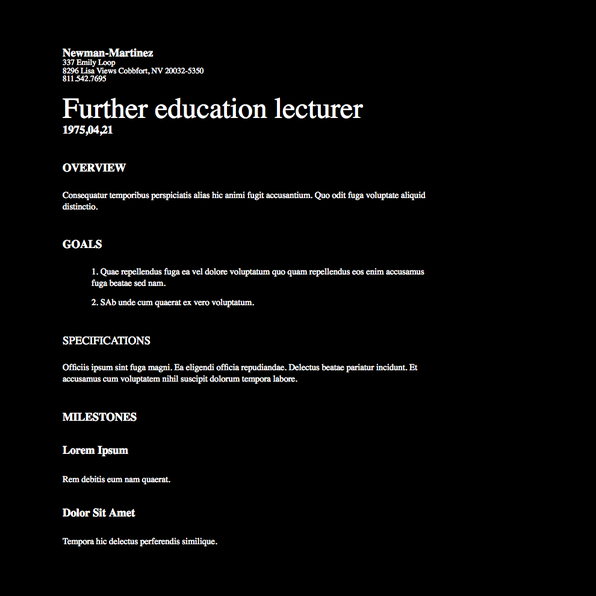 Newman-Martinez
337 Emily Loop
8296 Lisa Views Cobbfort, NV 20032-5350
811.542.7695
Further education lecturer
1975,04,21
OVERVIEW
Consequatur temporibus perspiciatis alias hic animi fugit accusantium. Quo odit fuga voluptate aliquid
distinctio.
GOALS
1. Quae repellendus fuga ea vel dolore voluptatum quo quam repellendus eos enim accusamus
fuga beatae sed nam.
2. SAb unde cum quaerat ex vero voluptatum.
SPECIFICATIONS
Officiis ipsum sint fuga magni. Ea eligendi officia repudiandae. Delectus beatae pariatur incidunt. Et
accusamus cum voluptatem nihil suscipit dolorum tempora labore.
MILESTONES
Lorem Ipsum
Rem debitis eum nam quaerat.
Dolor Sit Amet
Tempora hic delectus perferendis similique.